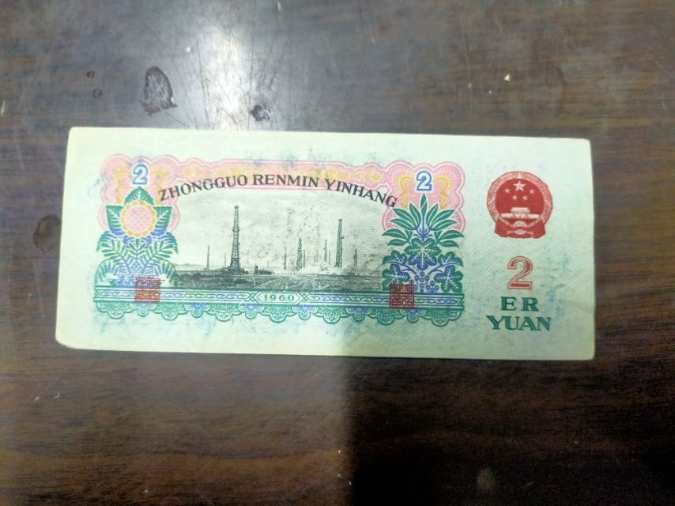 2
ZHONGGUO RENMIN YINHANG
2
1960
2
ER
YUAN